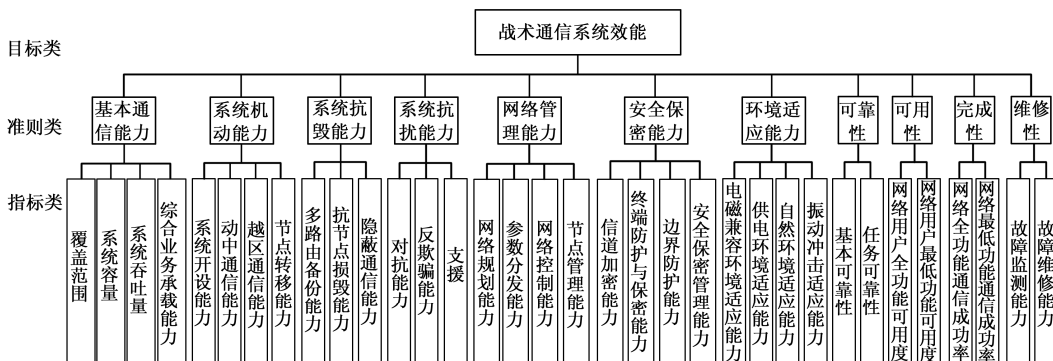 战术通信系统效能
目标类
准则类
基本通
信能力
系统机
动能力
系统抗
毁能力
系统抗
扰能力
网络管
理能力
安全保
密能力
环境适
应能力
可靠
性
可用
性
完成
性
维修
性
指标类
覆盖范围
系统容量
系统吞吐量
综合业务承载能力
系统开设能力
动中通信能力
越区通信能力
节点转移能力
多路由备份能力
抗节点损毁能力
隐蔽通信能力
对抗能力
反欺骗能力
支援
网络规划能力
参数分发能力
网络控制能力
节点管理能力
信道加密能力
终端防护与保密能力
边界防护能力
安全保密管理能力
电磁兼容环境适应能力
供电环境适应能力
自然环境适应能力
振动冲击适应能力
基本可靠性
任务可靠性
网络用户全功能可用度
网络用户最低功能可用度
网络全功能通信成功率
网络最低功能通信成功率
故障监测能力
故障维修能力